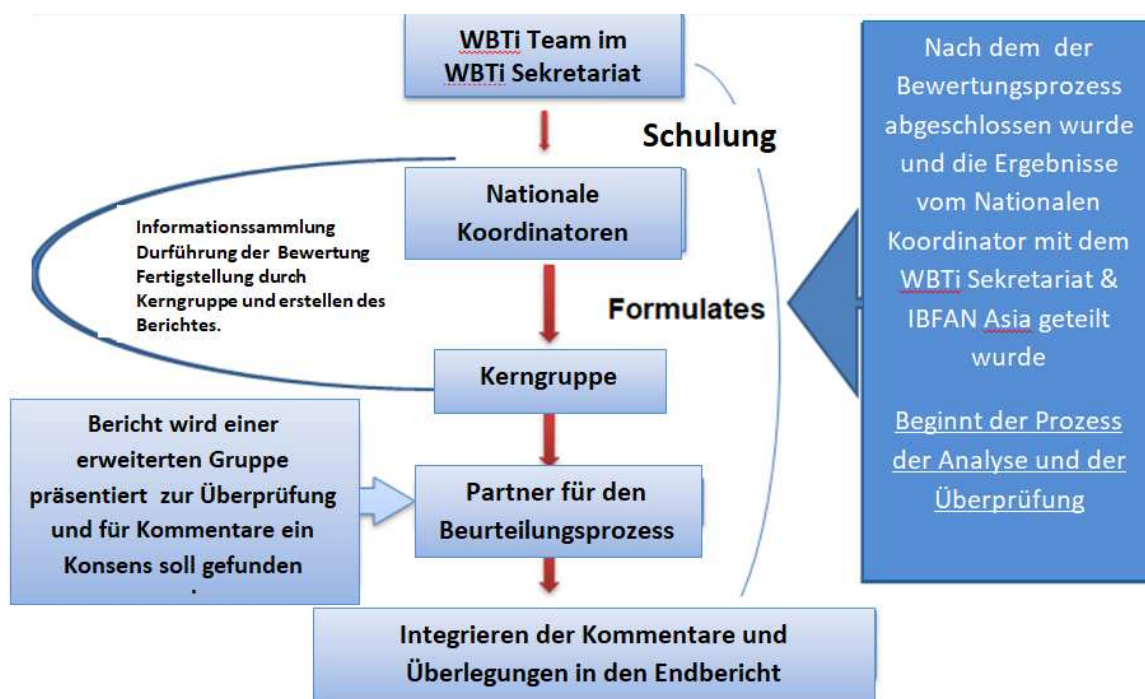 WBTi Team im
WBTi Sekretariat
Schulung
Nationale
Koordinatoren
Informationssammlung
Durführung der Bewertung
Fertigstellung durch
Kerngruppe und erstellen des
Berichtes.
Formulates
Kerngruppe
Bericht wird einer
erweiterten Gruppe
präsentiert zur Überprüfung
und für Kommentare ein
Konsens soll gefunden
.
Partner für den
Beurteilungsprozess
Integrieren der Kommentare und
Überlegungen in den Endbericht
Nach dem der
Bewertungsprozess
abgeschlossen wurde
und die Ergebnisse
vom Nationalen
Koordinator mit dem
WBTi Sekretariat &
IBFAN Asia geteilt
wurde
Beginnt der Prozess
der Analyse und der
Überprüfung